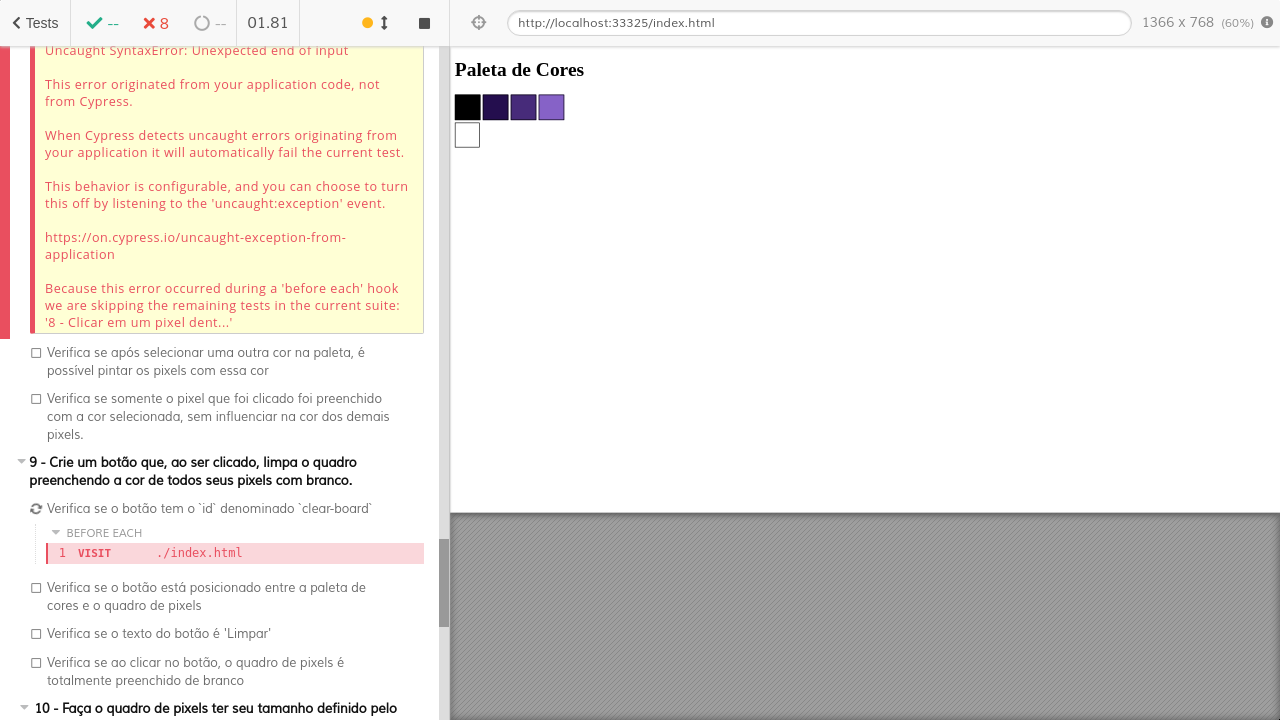 Tests -- 8 -- 01.81 http://localhost:33325/index.html 1366 x 768 (60%)
Uncaught SyntaxError: Unexpected end of input
This error originated from your application code, not
from Cypress.
When Cypress detects uncaught errors originating from
your application it will automatically fail the current test.
This behavior is configurable, and you can choose to turn
this off by listening to the 'uncaught:exception' event.
https://on.cypress.io/uncaught-exception-from-
application
Because this error occurred during a 'before each' hook
we are skipping the remaining tests in the current suite:
'8 - Clicar em um pixel dent...'
Verifica se após selecionar uma outra cor na paleta, é
possível pintar os pixels com essa cor
Verifica se somente o pixel que foi clicado foi preenchido
com a cor selecionada, sem influenciar na cor dos demais
pixels.
9 - Crie um botão que, ao ser clicado, limpa o quadro
preenchendo a cor de todos seus pixels com branco.
Verifica se o botão tem o `id` denominado `clear-board`
BEFORE EACH
1 VISIT ./index.html
Verifica se o botão está posicionado entre a paleta de
cores e o quadro de pixels
Verifica se o texto do botão é 'Limpar'
Verifica se ao clicar no botão, o quadro de pixels é
totalmente preenchido de branco
10 - Faça o quadro de pixels ter seu tamanho definido pelo
Paleta de Cores